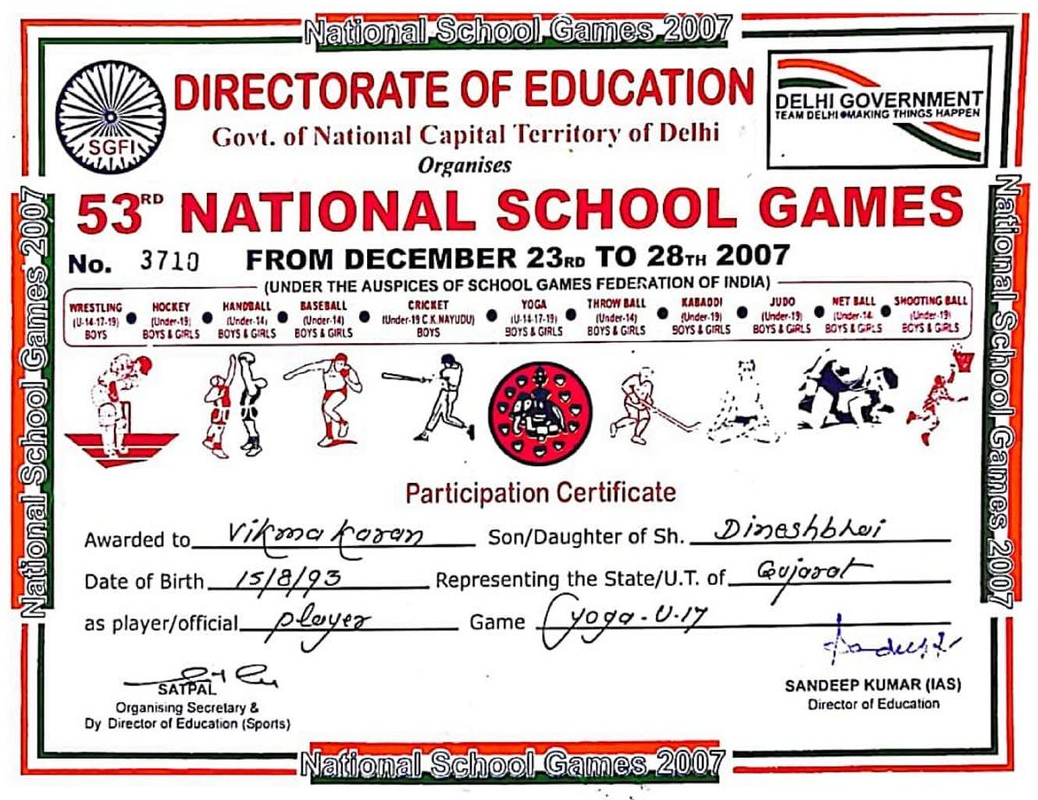 National School Games 2007
DIRECTORATE OF EDUCATION
Govt. of National Capital Territory of Delhi
Organises
SGFI
DELHI GOVERNMENT
TEAM DELHI MAKING THINGS HAPPEN
53RD NATIONAL SCHOOL GAMES
No. 3710 FROM DECEMBER 23RD TO 28TH 2007
(UNDER THE AUSPICES OF SCHOOL GAMES FEDERATION OF INDIA)
WRESTLING ● HOCKEY ● HANDBALL ● BASEBALL ● CRICKET ● YOGA ● THROW BALL ● KABADDI ● JUDO ● NET BALL ● SHOOTING BALL
(U-14-17-19) (Under-19) (Under-14) (Under-14) (Under-19 C.K.NAYUDU) (U-14-17-19) (Under-14) (Under-19) (Under-19) (Under-14 (Under-19)
BOYS BOYS & GIRLS BOYS & GIRLS BOYS & GIRLS BOYS BOYS & GIRLS BOYS & GIRLS BOYS & GIRLS BOYS & GIRLS BOYS & GIRLS BOYS & GIRLS
Participation Certificate
Awarded to Vikma Karan Son/Daughter of Sh. Dineshbhai
Date of Birth 15/8/93 Representing the State/U.T. of Gujarat
as player/official player Game yoga-U-17
SATPAL
Organising Secretary &
Dy Director of Education (Sports)
SANDEEP KUMAR (IAS)
Director of Education
National School Games 2007
National School Games 2007
National School Games 2007